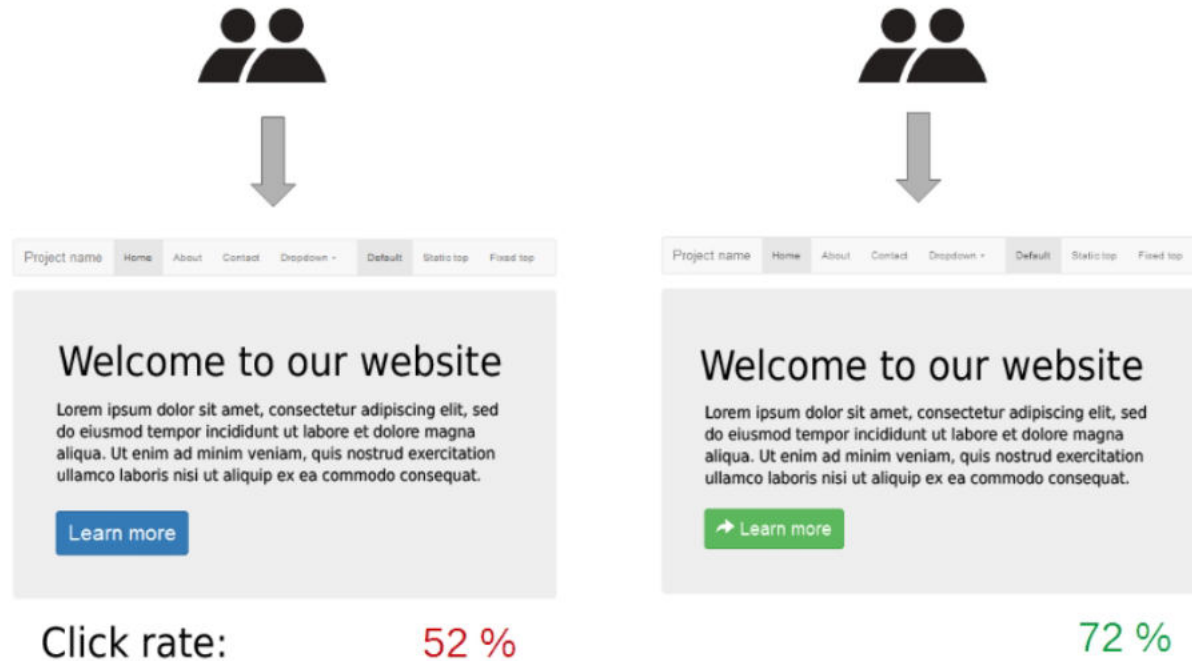 Project name Home About Contact Dropdown Default Static top Fixed top
Welcome to our website
Lorem ipsum dolor sit amet, consectetur adipiscing elit, sed
do eiusmod tempor incididunt ut labore et dolore magna
aliqua. Ut enim ad minim veniam, quis nostrud exercitation
ullamco laboris nisi ut aliquip ex ea commodo consequat.
Learn more
Click rate: 52 %
Project name Home About Contact Dropdown Default Static top Fixed top
Welcome to our website
Lorem ipsum dolor sit amet, consectetur adipiscing elit, sed
do eiusmod tempor incididunt ut labore et dolore magna
aliqua. Ut enim ad minim veniam, quis nostrud exercitation
ullamco laboris nisi ut aliquip ex ea commodo consequat.
Learn more
72 %